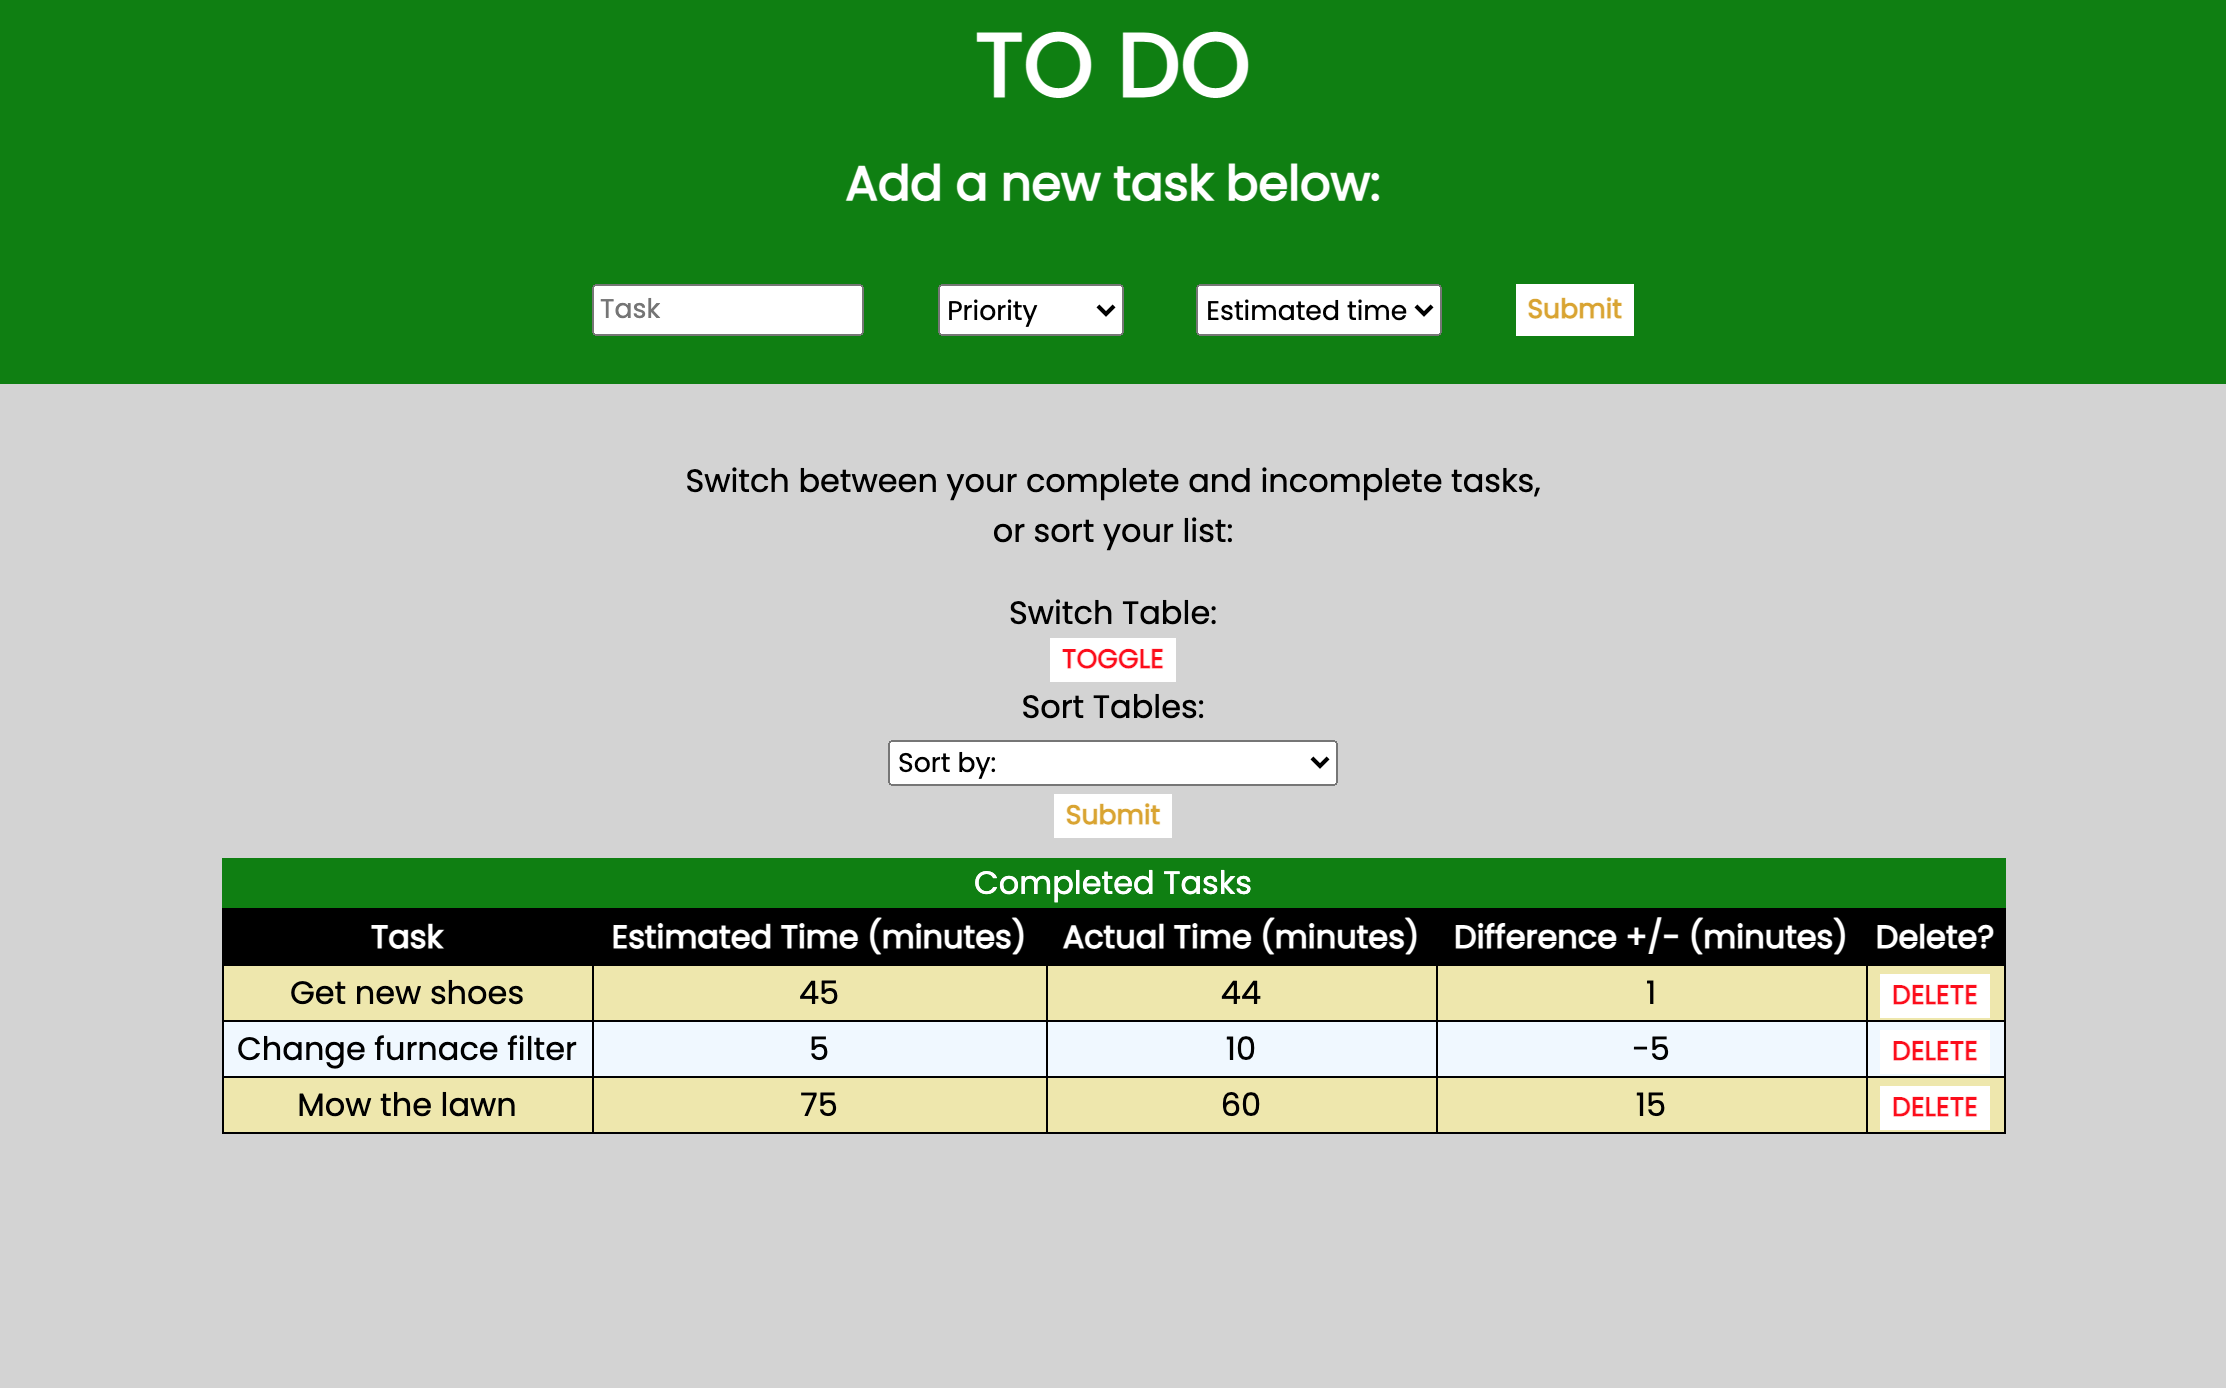 TO DO
Add a new task below:
Task Priority Estimated time Submit
Switch between your complete and incomplete tasks,
or sort your list:
Switch Table:
TOGGLE
Sort Tables:
Sort by:
Submit
Completed Tasks
Task Estimated Time (minutes) Actual Time (minutes) Difference +/- (minutes) Delete?
Get new shoes 45 44 1 DELETE
Change furnace filter 5 10 -5 DELETE
Mow the lawn 75 60 15 DELETE